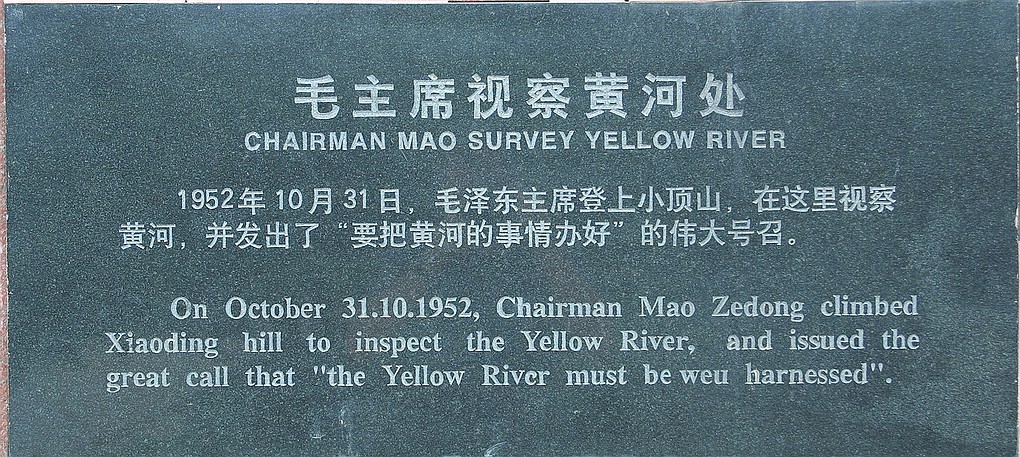 毛主席视察黄河处
CHAIRMAN MAO SURVEY YELLOW RIVER
1952年10月31日，毛泽东主席登上小顶山，在这里视察
黄河，并发出了“要把黄河的事情办好”的伟大号召。
On October 31.10.1952, Chairman Mao Zedong climbed
Xiaoding hill to inspect the Yellow River, and issued the
great call that "the Yellow River must be weu harnessed".